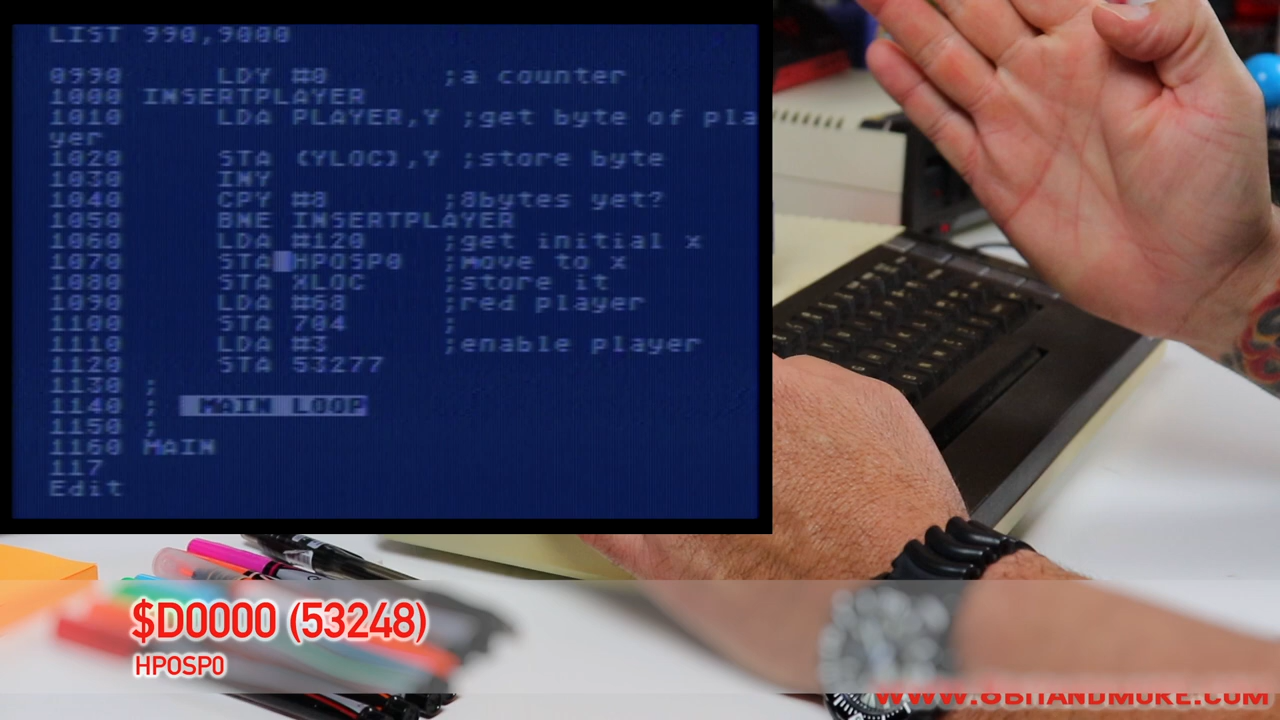 LIST 990,9000
0990 LDY #0 ;a counter
1000 INSERTPLAYER
1010 LDA PLAYER,Y ;get byte of pla
yer
1020 STA (YLOC),Y ;store byte
1030 INY
1040 CPY #8 ;8bytes yet?
1050 BNE INSERTPLAYER
1060 LDA #120 ;get initial x
1070 STA HPOSP0 ;move to x
1080 STA XLOC ;store it
1090 LDA #68 ;red player
1100 STA 704 ;
1110 LDA #3 ;enable player
1120 STA 53277
1130 ;
1140 ; MAIN LOOP
1150 ;
1160 MAIN
117
Edit
$D0000 (53248)
HPOSP0
WWW.8BITANDMORE.COM